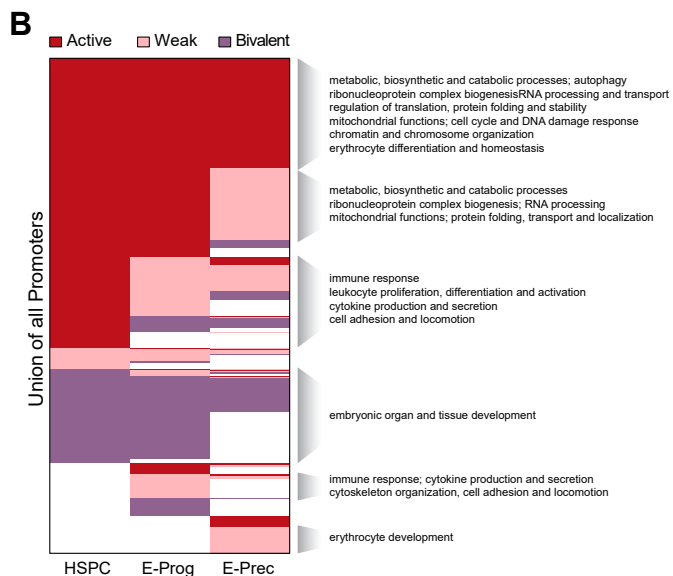 B
Active Weak Bivalent
metabolic, biosynthetic and catabolic processes; autophagy
ribonucleoprotein complex biogenesisRNA processing and transport
regulation of translation, protein folding and stability
mitochondrial functions; cell cycle and DNA damage response
chromatin and chromosome organization
erythrocyte differentiation and homeostasis
metabolic, biosynthetic and catabolic processes
ribonucleoprotein complex biogenesis; RNA processing
mitochondrial functions; protein folding, transport and localization
Union of all Promoters
immune response
leukocyte proliferation, differentiation and activation
cytokine production and secretion
cell adhesion and locomotion
embryonic organ and tissue development
immune response; cytokine production and secretion
cytoskeleton organization, cell adhesion and locomotion
erythrocyte development
HSPC E-Prog E-Prec